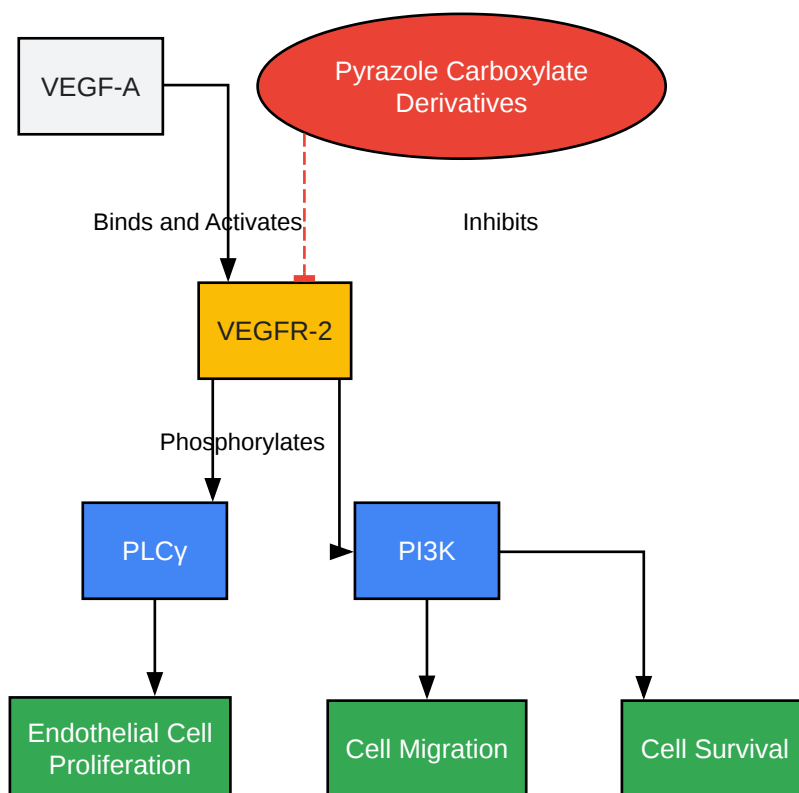 VEGF-A
Pyrazole Carboxylate
Derivatives
Binds and Activates
Inhibits
VEGFR-2
Phosphorylates
PLCγ
PI3K
Endothelial Cell
Proliferation
Cell Migration
Cell Survival